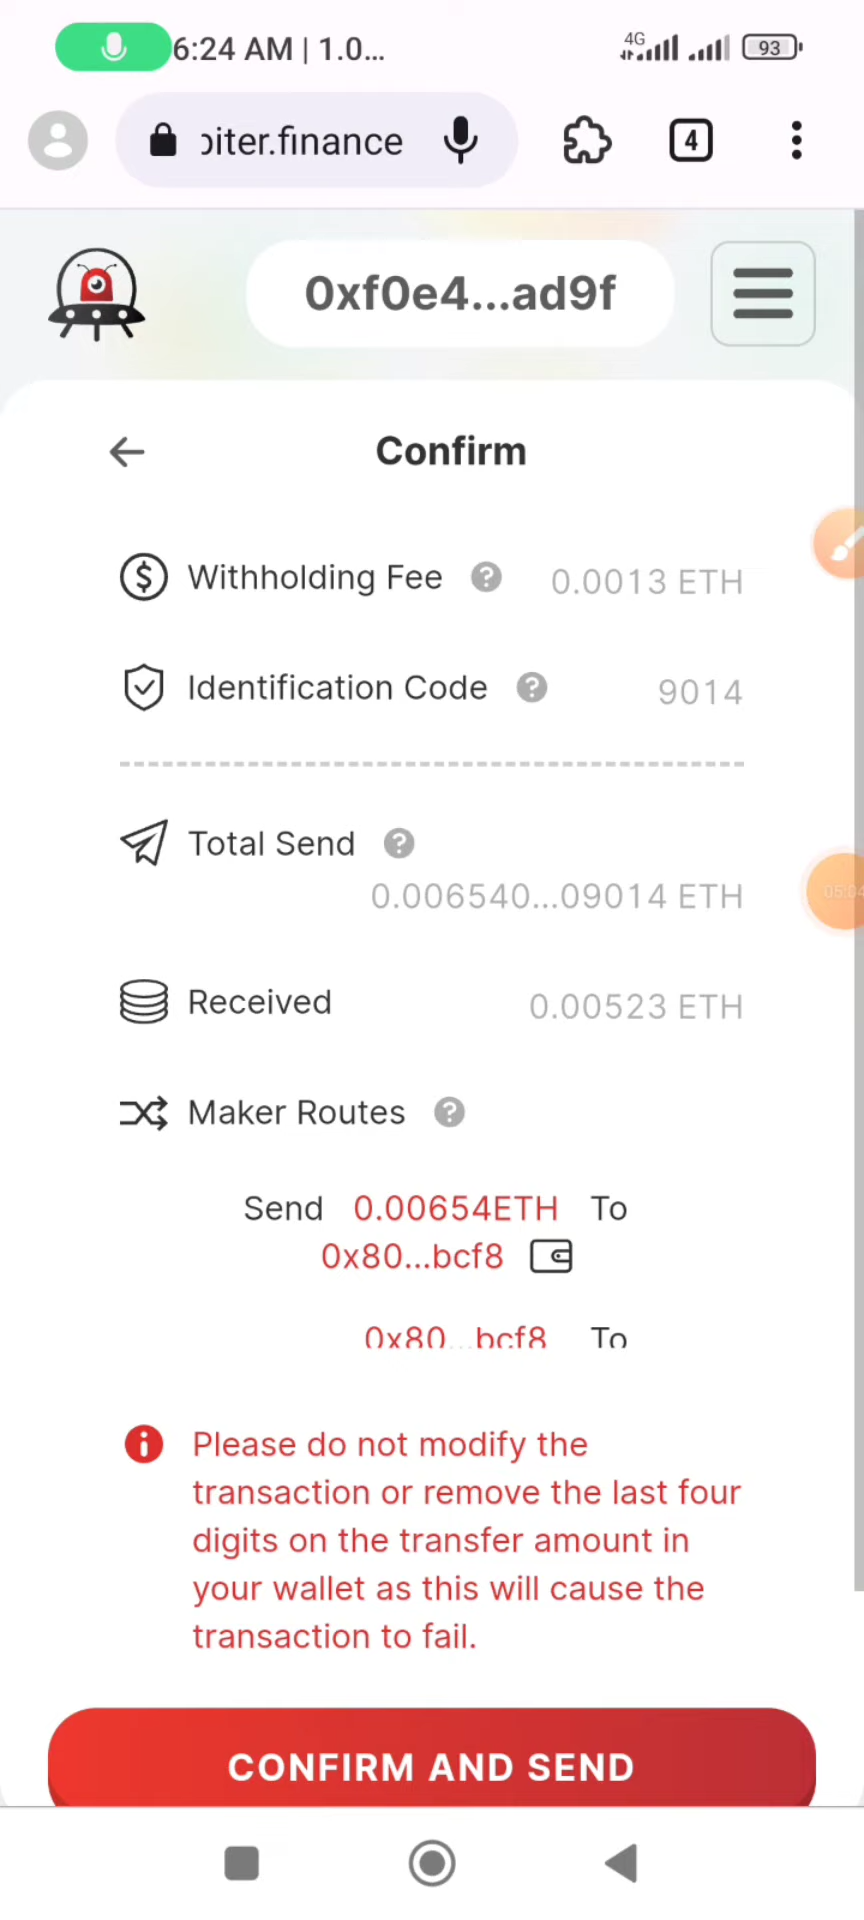 6:24 AM | 1.0...
4G
93
biter.finance
4
0xf0e4...ad9f
Confirm
Withholding Fee ? 0.0013 ETH
Identification Code ? 9014
Total Send ?
0.006540...09014 ETH
05:04
Received 0.00523 ETH
Maker Routes ?
Send 0.00654ETH To
0x80...bcf8
0x80...bcf8 To
Please do not modify the
transaction or remove the last four
digits on the transfer amount in
your wallet as this will cause the
transaction to fail.
CONFIRM AND SEND